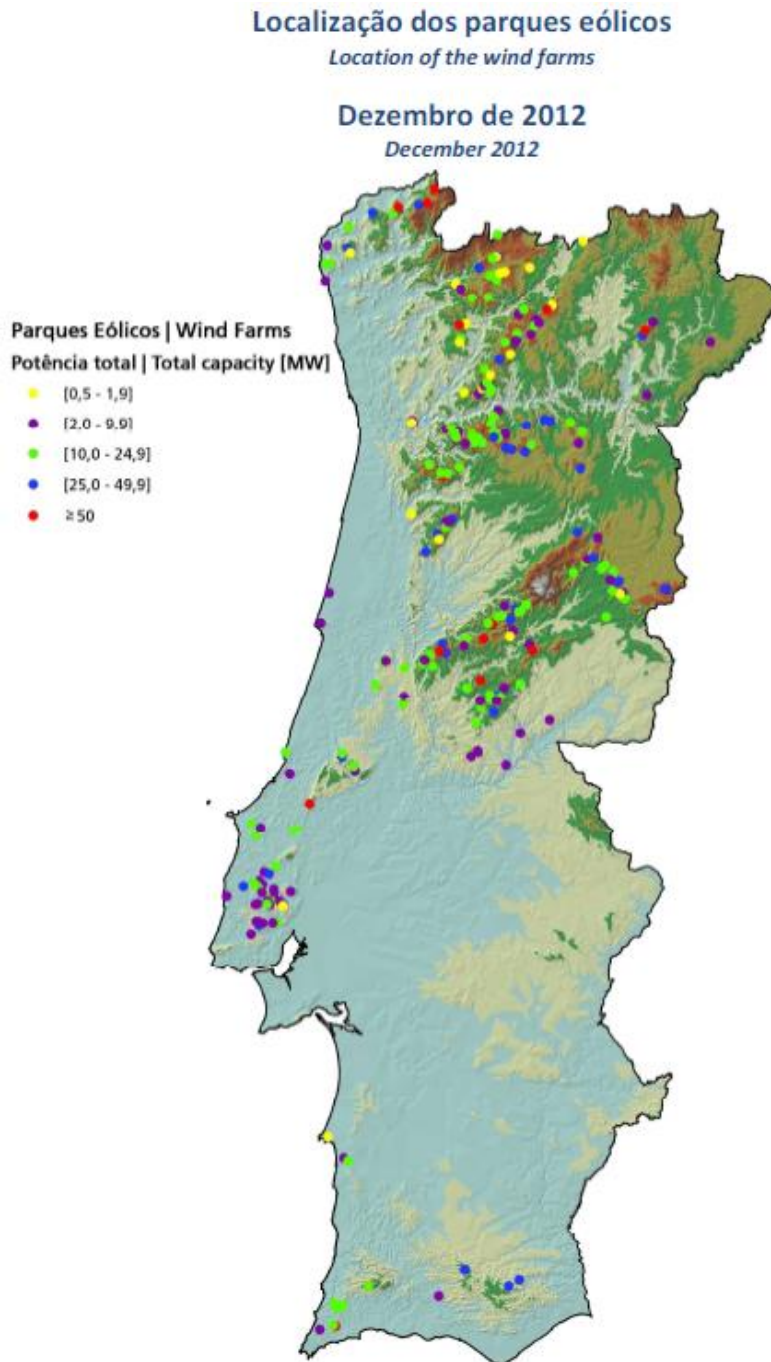 Localização dos parques eólicos
Location of the wind farms
Dezembro de 2012
December 2012
Parques Eólicos | Wind Farms
Potência total | Total capacity [MW]
[0,5 - 1,9]
[2,0 - 9,9]
[10,0 - 24,9]
[25,0 - 49,9]
≥ 50